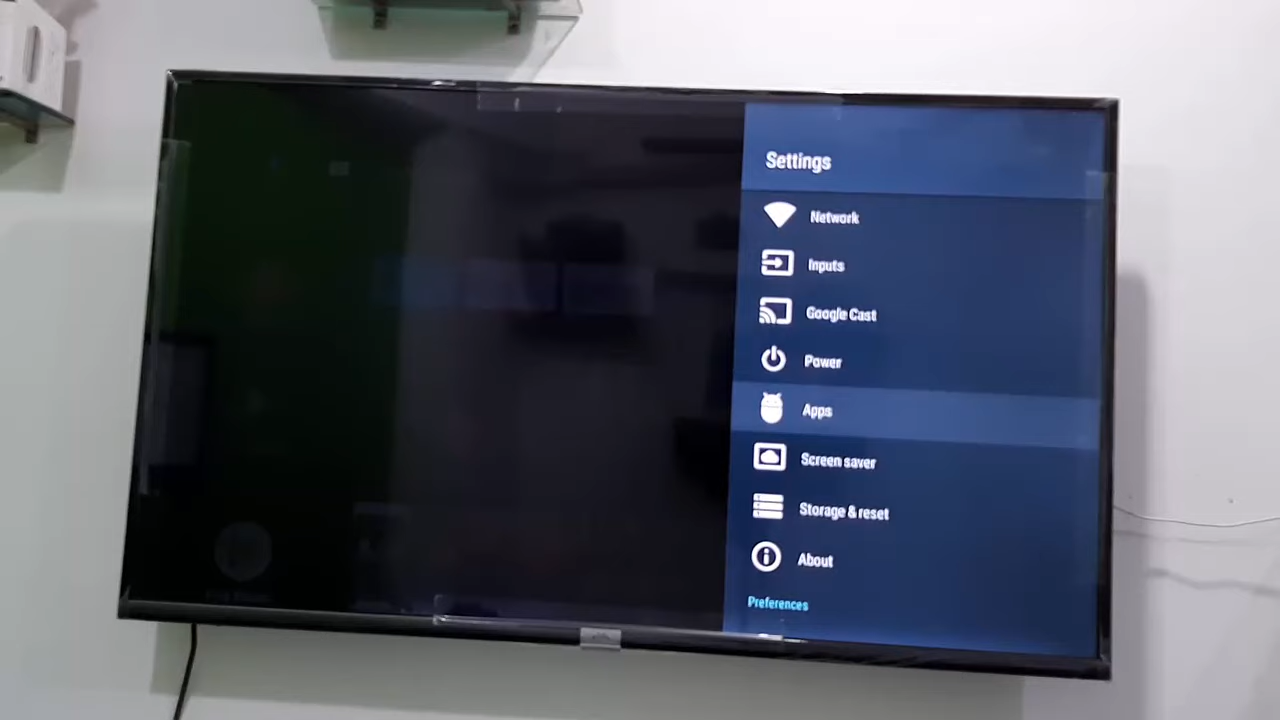 Settings
Network
Inputs
Google Cast
Power
Apps
Screen saver
Storage & reset
About
Preferences